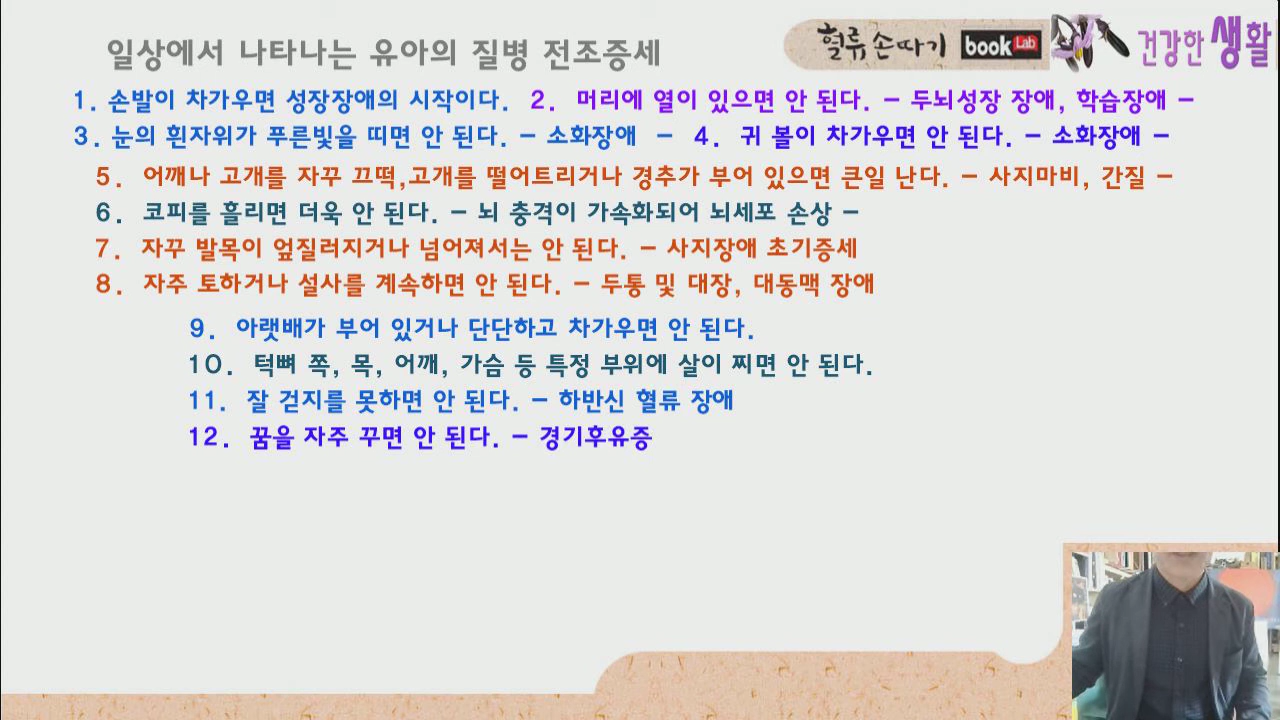 일상에서 나타나는 유아의 질병 전조증세
혈류 손따기 book Lab 건강한 생활
1. 손발이 차가우면 성장장애의 시작이다. 2. 머리에 열이 있으면 안 된다. - 두뇌성장 장애, 학습장애 -
3. 눈의 흰자위가 푸른빛을 띠면 안 된다. - 소화장애 - 4. 귀 볼이 차가우면 안 된다. - 소화장애 -
5. 어깨나 고개를 자꾸 끄떡,고개를 떨어트리거나 경추가 부어 있으면 큰일 난다. - 사지마비, 간질 -
6. 코피를 흘리면 더욱 안 된다. - 뇌 충격이 가속화되어 뇌세포 손상 -
7. 자꾸 발목이 엎질러지거나 넘어져서는 안 된다. - 사지장애 초기증세
8. 자주 토하거나 설사를 계속하면 안 된다. - 두통 및 대장, 대동맥 장애
9. 아랫배가 부어 있거나 단단하고 차가우면 안 된다.
10. 턱뼈 쪽, 목, 어깨, 가슴 등 특정 부위에 살이 찌면 안 된다.
11. 잘 걷지를 못하면 안 된다. - 하반신 혈류 장애
12. 꿈을 자주 꾸면 안 된다. - 경기후유증